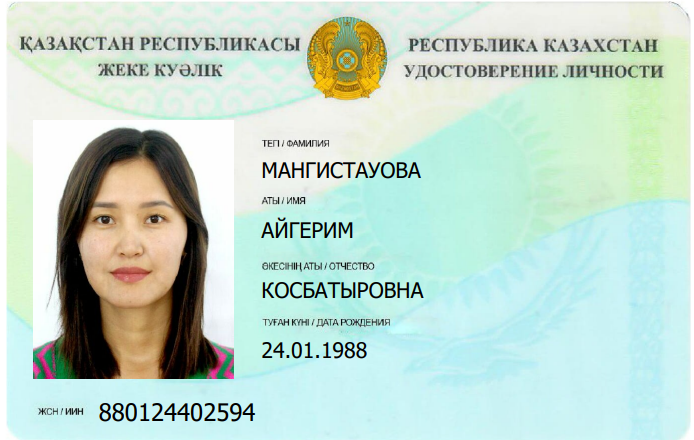 ҚАЗАҚСТАН РЕСПУБЛИКАСЫ
ЖЕКЕ КУӘЛІК
РЕСПУБЛИКА КАЗАХСТАН
УДОСТОВЕРЕНИЕ ЛИЧНОСТИ
ТЕГІ / ФАМИЛИЯ
МАНГИСТАУОВА
АТЫ / ИМЯ
АЙГЕРИМ
ӘКЕСІНІҢ АТЫ / ОТЧЕСТВО
КОСБАТЫРОВНА
ТУҒАН КҮНІ / ДАТА РОЖДЕНИЯ
24.01.1988
ЖСН / ИИН 880124402594